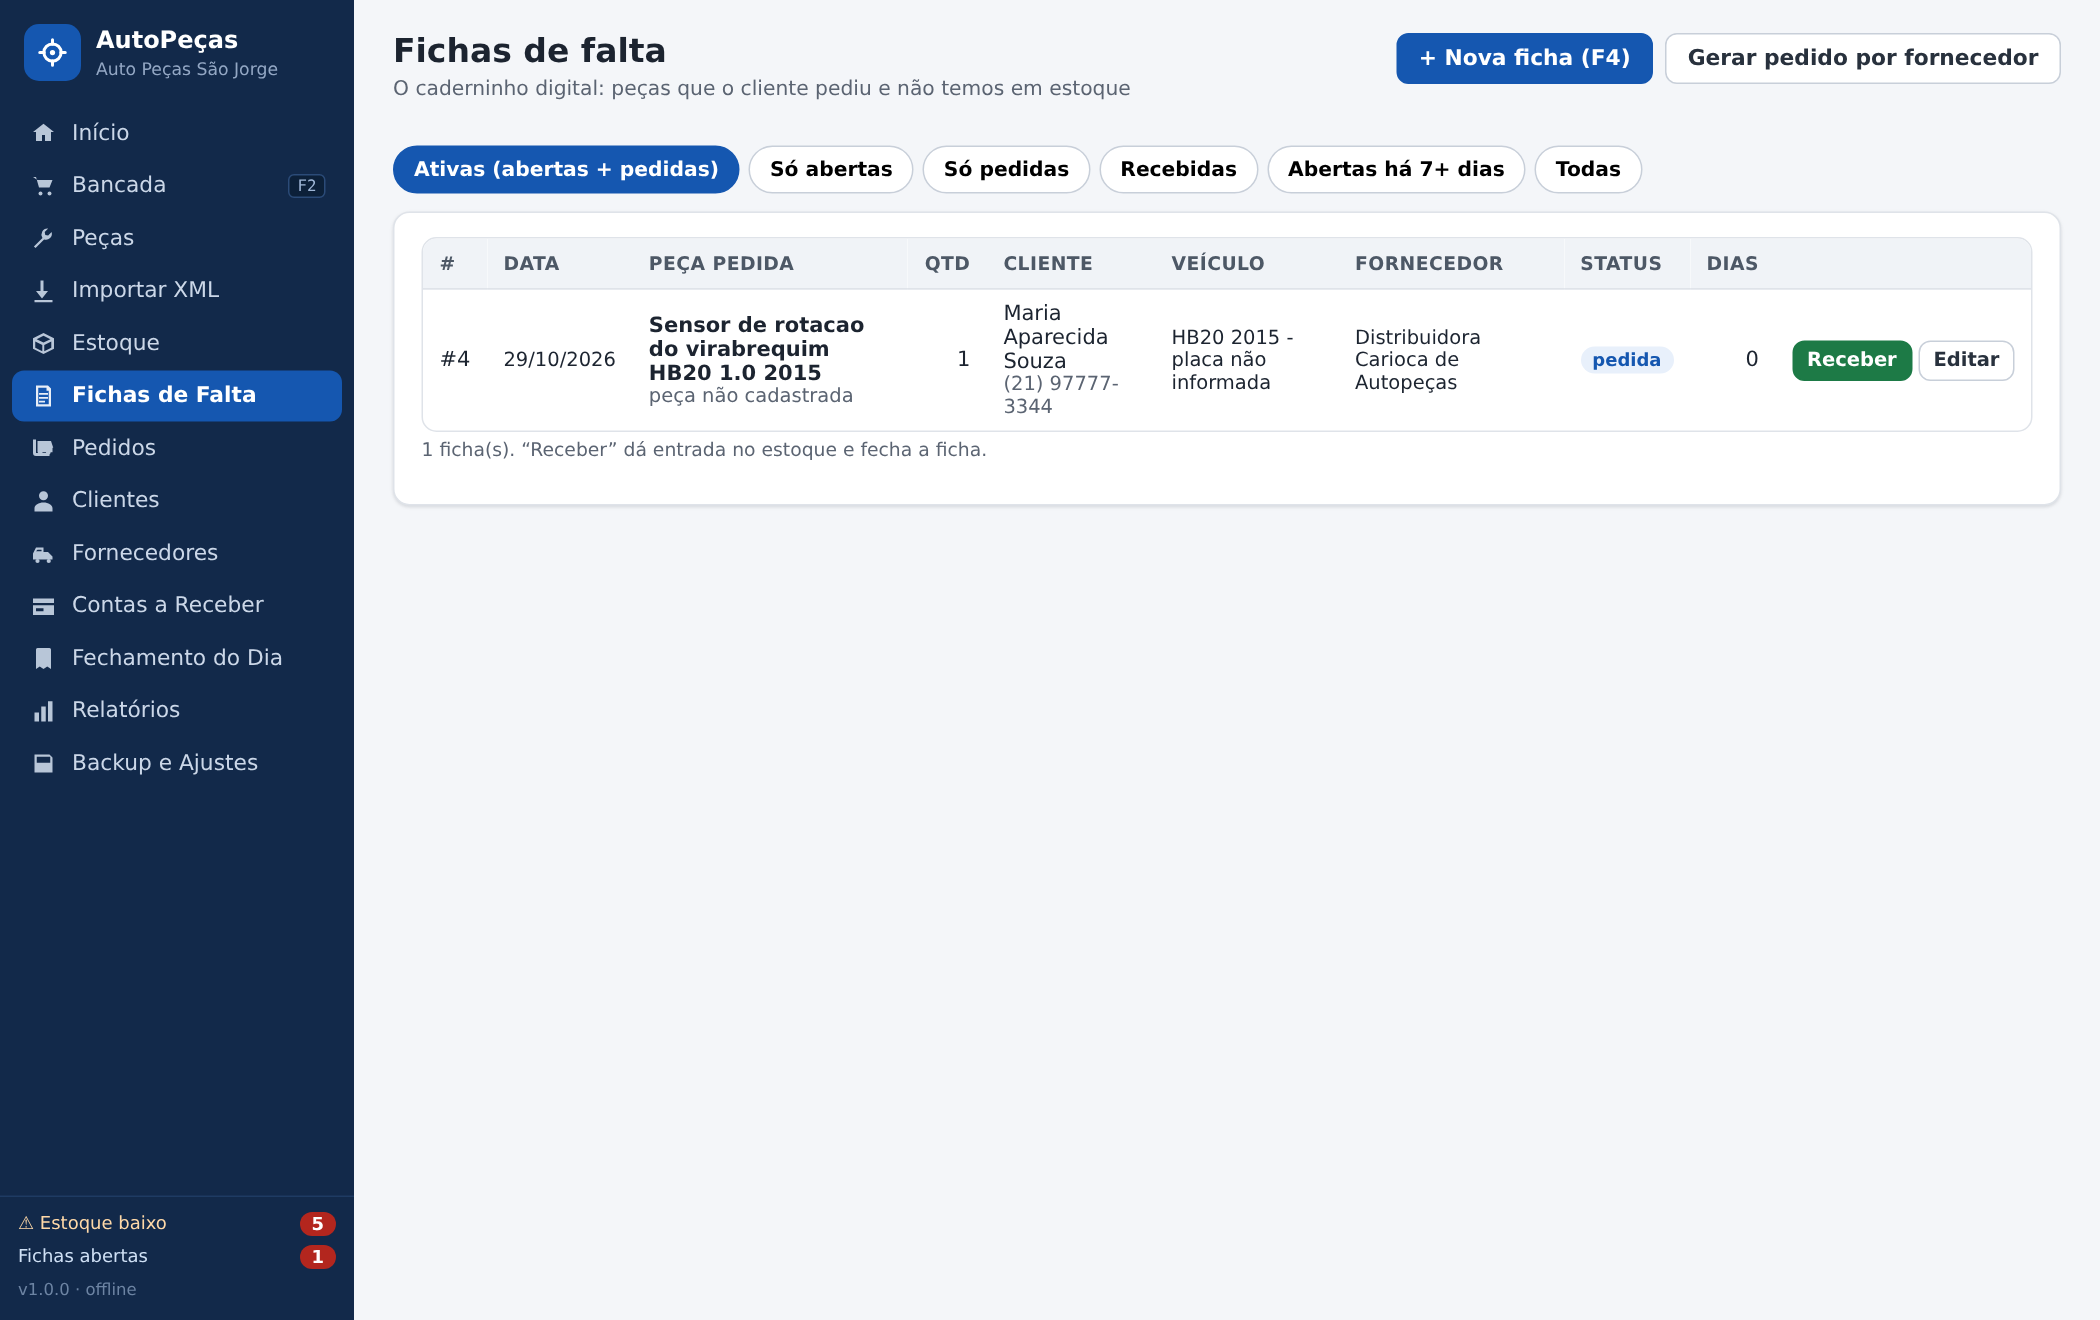 AutoPeças
Auto Peças São Jorge
Início
Bancada F2
Peças
Importar XML
Estoque
Fichas de Falta
Pedidos
Clientes
Fornecedores
Contas a Receber
Fechamento do Dia
Relatórios
Backup e Ajustes
⚠ Estoque baixo 5
Fichas abertas 1
v1.0.0 · offline
Fichas de falta
O caderninho digital: peças que o cliente pediu e não temos em estoque
+ Nova ficha (F4)
Gerar pedido por fornecedor
Ativas (abertas + pedidas) Só abertas Só pedidas Recebidas Abertas há 7+ dias Todas
# DATA PEÇA PEDIDA QTD CLIENTE VEÍCULO FORNECEDOR STATUS DIAS
#4
29/10/2026
Sensor de rotacao
do virabrequim
HB20 1.0 2015
peça não cadastrada
1
Maria
Aparecida
Souza
(21) 97777-
3344
HB20 2015 -
placa não
informada
Distribuidora
Carioca de
Autopeças
pedida
0
Receber
Editar
1 ficha(s). “Receber” dá entrada no estoque e fecha a ficha.